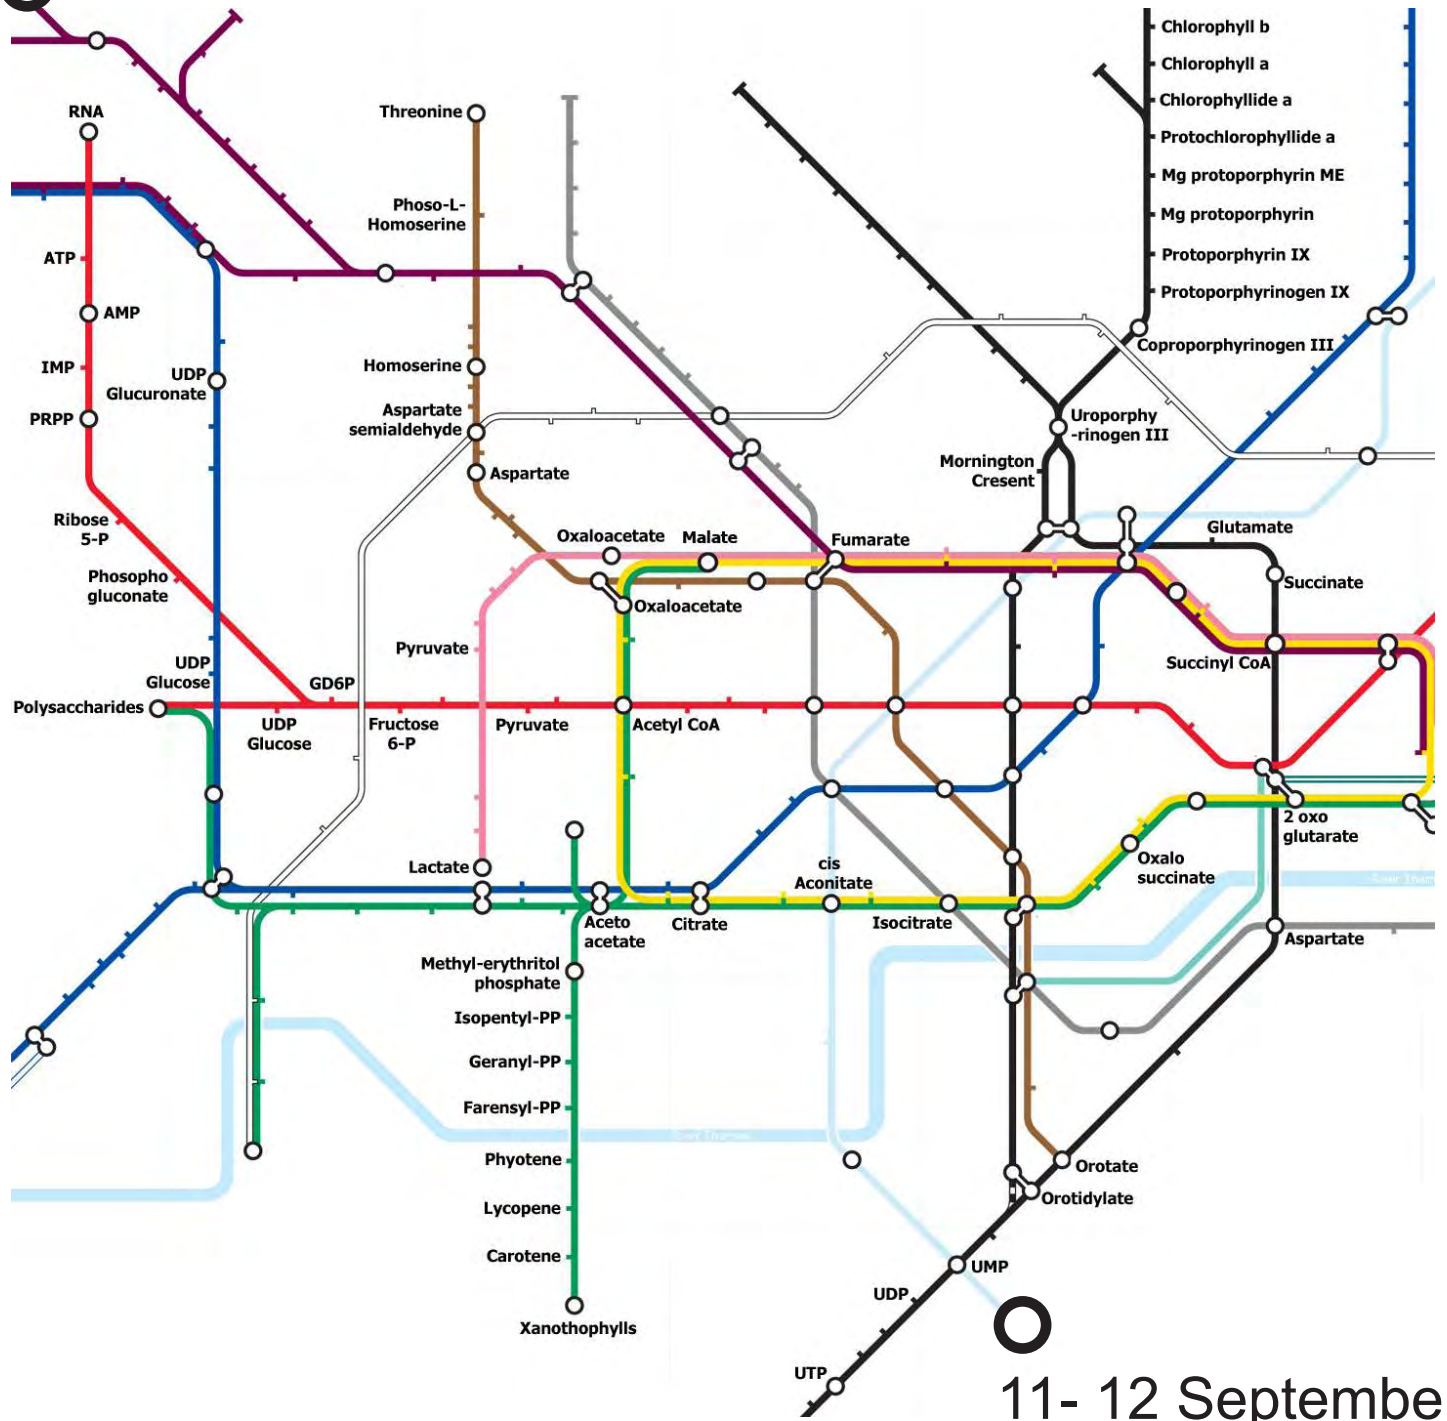 Chlorophyll b
Chlorophyll a
Chlorophyllide a
Protochlorophyllide a
Mg protoporphyrin ME
Mg protoporphyrin
Protoporphyrin IX
Protoporphyrinogen IX
Coproporphyrinogen III
RNA
ATP
AMP
IMP
PRPP
Ribose
5-P
Phosopho
gluconate
Threonine
Phoso-L-
Homoserine
Homoserine
Aspartate
semialdehyde
Aspartate
UDP
Glucuronate
Uroporphy
-rinogen III
Mornington
Cresent
Oxaloacetate
Malate
Fumarate
Glutamate
Succinate
Oxaloacetate
Pyruvate
Succinyl CoA
UDP
Glucose
GD6P
Polysaccharides
UDP
Glucose
Fructose
6-P
Pyruvate
Acetyl CoA
2 oxo
glutarate
Oxalo
succinate
Lactate
cis
Aconitate
Isocitrate
Aceto
acetate
Citrate
River Thames
Aspartate
Methyl-erythritol
phosphate
Isopentyl-PP
Geranyl-PP
Farensyl-PP
River Thames
Phyotene
Lycopene
Carotene
Xanothophylls
Orotate
Orotidylate
UMP
UDP
UTP
11- 12 Septembe